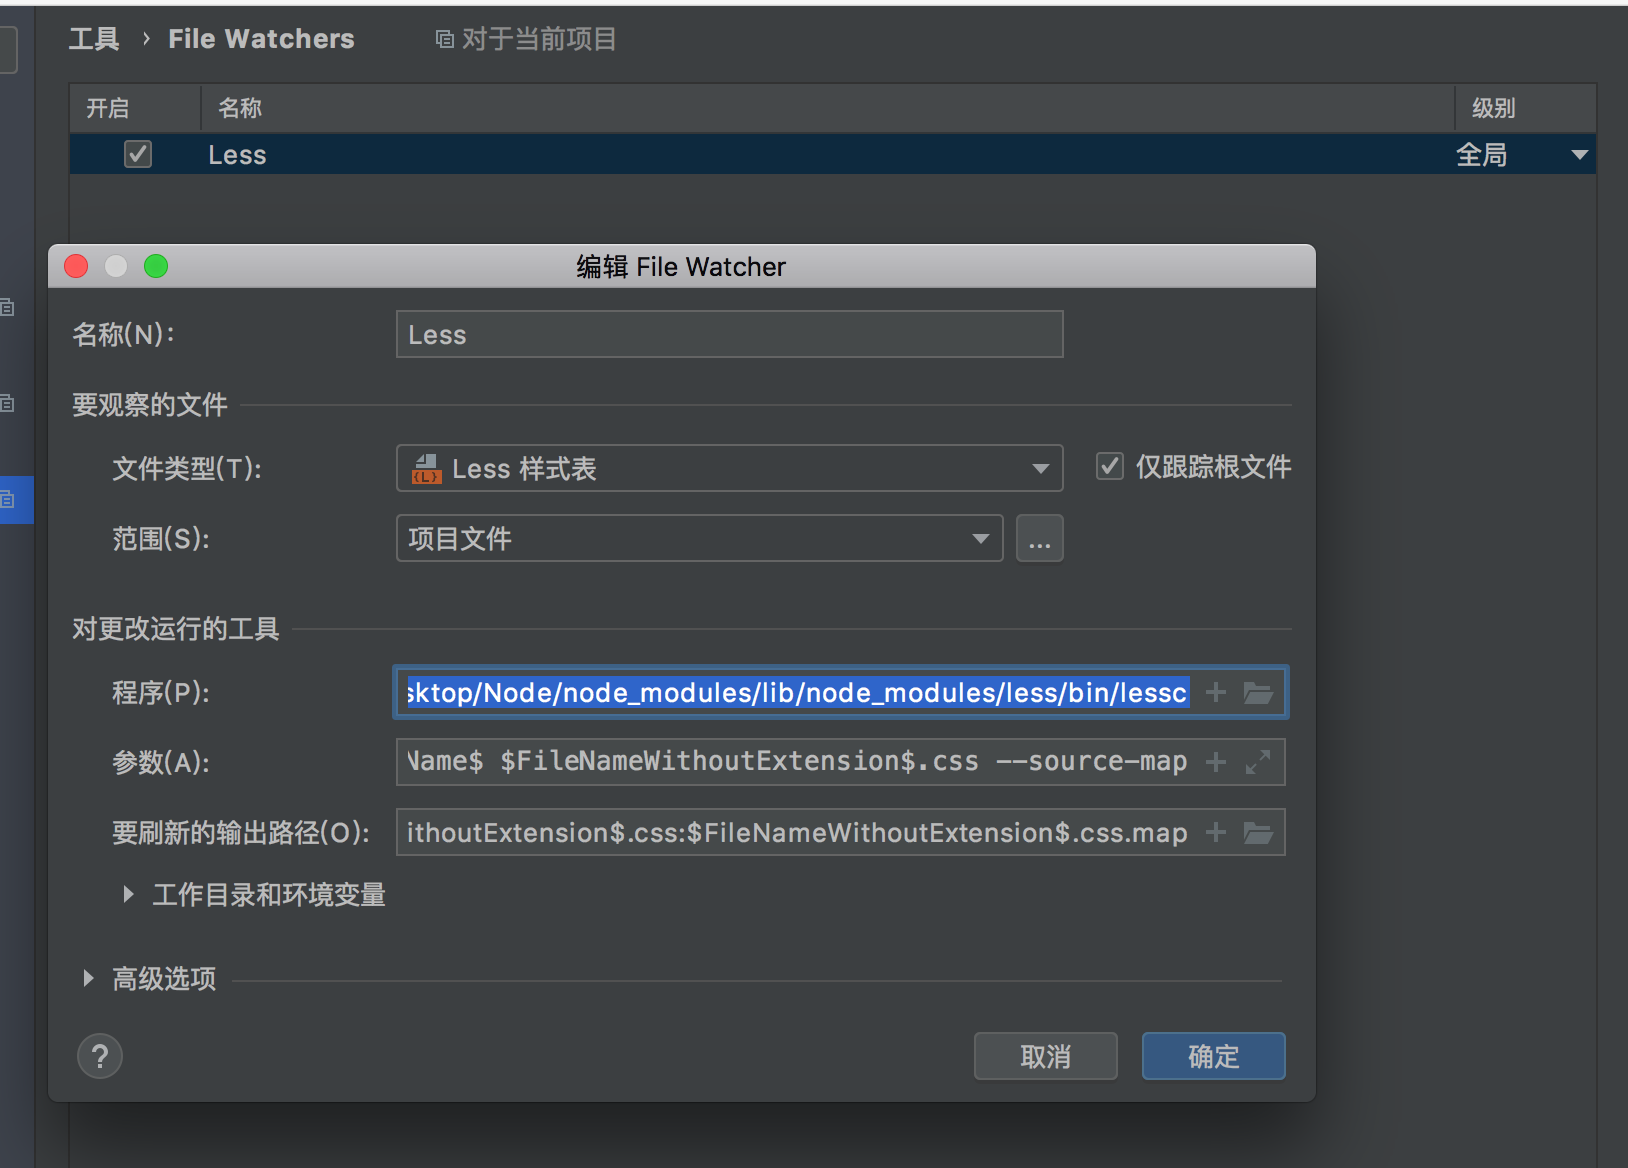 工具 › File Watchers 对于当前项目
开启 名称 级别
Less 全局
编辑 File Watcher
名称(N): Less
要观察的文件
文件类型(T): {L} Less 样式表 仅跟踪根文件
范围(S): 项目文件 ...
对更改运行的工具
程序(P): sktop/Node/node_modules/lib/node_modules/less/bin/lessc
参数(A): Name$ $FileNameWithoutExtension$.css --source-map
要刷新的输出路径(O): ithoutExtension$.css:$FileNameWithoutExtension$.css.map
工作目录和环境变量
高级选项
? 取消 确定